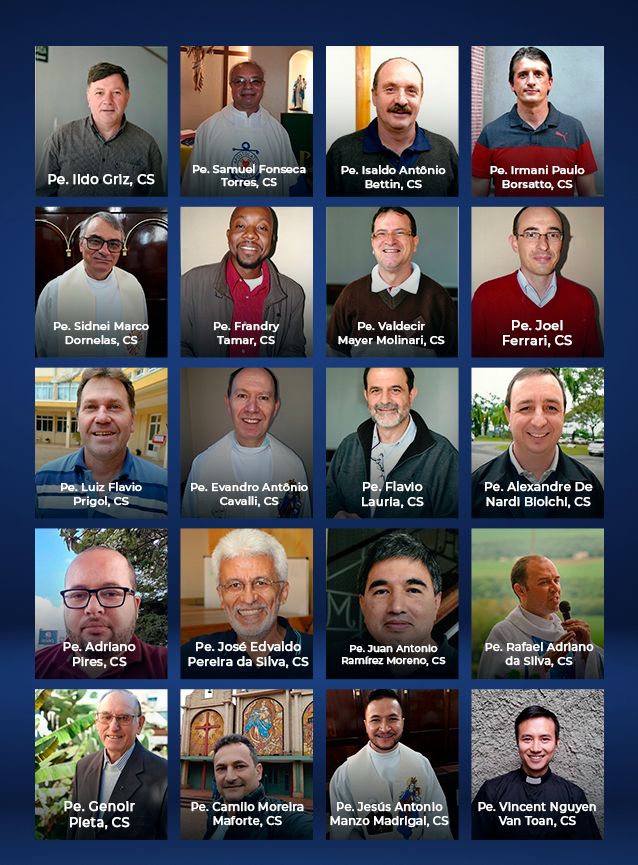 Pe. Ildo Griz, CS
Pe. Samuel Fonseca
Torres, CS
Pe. Isaldo Antônio
Bettin, CS
Pe. Irmani Paulo
Borsatto, CS
Pe. Sidnei Marco
Dornelas, CS
Pe. Frandry
Tamar, CS
Pe. Valdecir
Mayer Molinari, CS
Pe. Joel
Ferrari, CS
Pe. Luiz Flavio
Prigol, CS
Pe. Evandro Antônio
Cavalli, CS
Pe. Flavio
Lauria, CS
Pe. Alexandre De
Nardi Biolchi, CS
Pe. Adriano
Pires, CS
Pe. José Edvaldo
Pereira da Silva, CS
Pe. Juan Antonio
Ramírez Moreno, CS
Pe. Rafael Adriano
da Silva, CS
Pe. Genoir
Pieta, CS
Pe. Camilo Moreira
Maforte, CS
Pe. Jesús Antonio
Manzo Madrigal, CS
Pe. Vincent Nguyen
Van Toan, CS